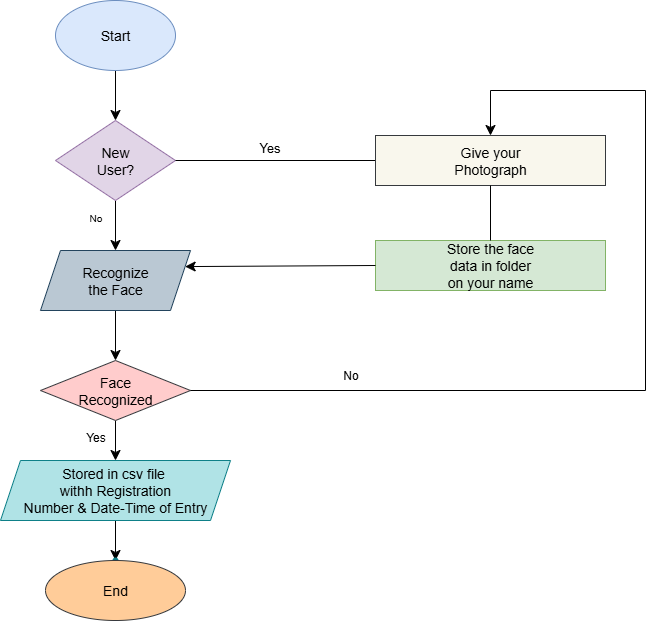 Start
New
User?
Yes
Give your
Photograph
No
Store the face
data in folder
on your name
Recognize
the Face
Face
Recognized
No
Yes
Stored in csv file
withh Registration
Number & Date-Time of Entry
End